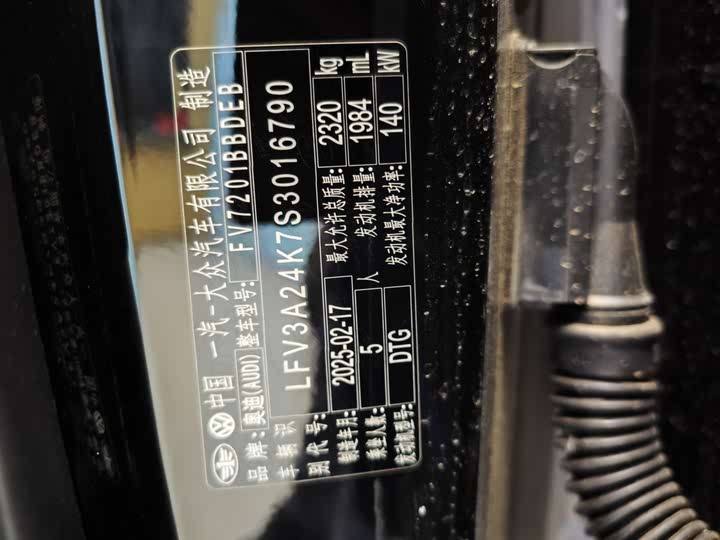 中国 一汽-大众汽车有限公司 制造
品牌: 奥迪(AUDI) 整车型号: FV7201BBDEB
车辆识别代号: LFV3A24K7S3016790
制造年月: 2025-02-17 最大允许总质量: 2320 kg
乘坐人数: 5 人 发动机排量: 1984 mL
发动机型号: DTG 发动机最大净功率: 140 kW